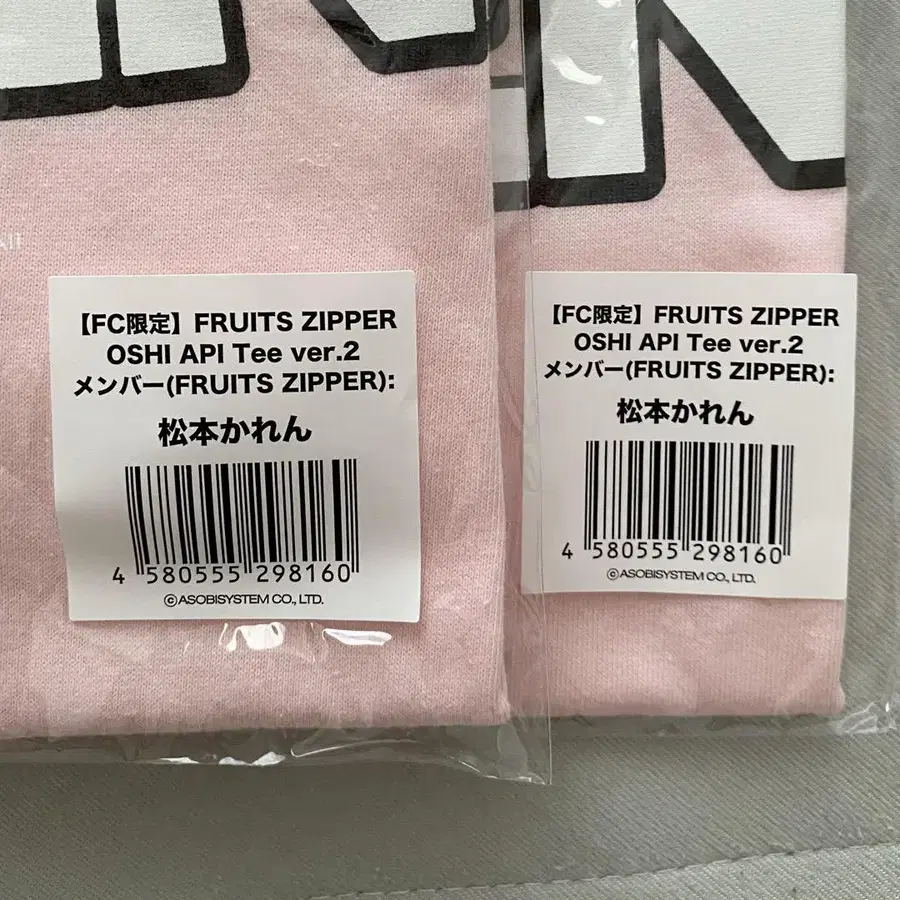 【FC限定】FRUITS ZIPPER
OSHI API Tee ver.2
メンバー(FRUITS ZIPPER):
松本かれん
4 580555 298160
©ASOBISYSTEM CO., LTD.
【FC限定】FRUITS ZIPPER
OSHI API Tee ver.2
メンバー(FRUITS ZIPPER):
松本かれん
4 580555 298160
©ASOBISYSTEM CO., LTD.